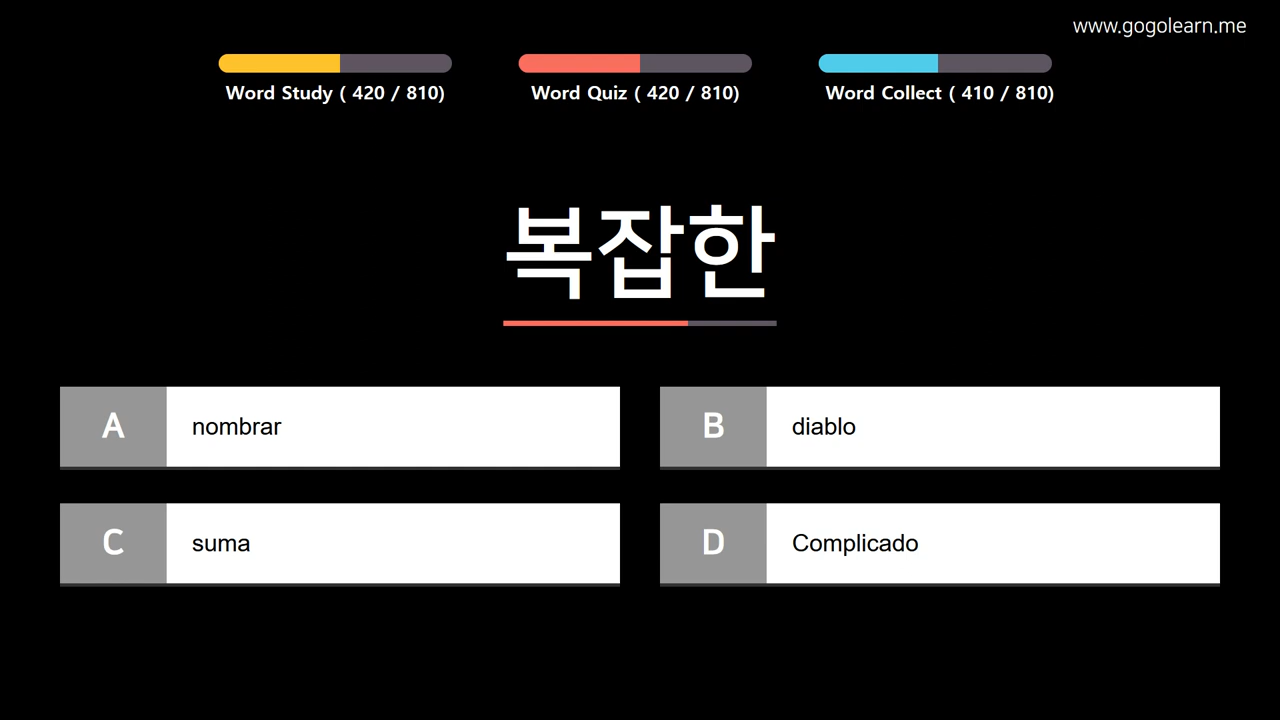 www.gogolearn.me
Word Study ( 420 / 810)
Word Quiz ( 420 / 810)
Word Collect ( 410 / 810)
복잡한
A nombrar
B diablo
C suma
D Complicado